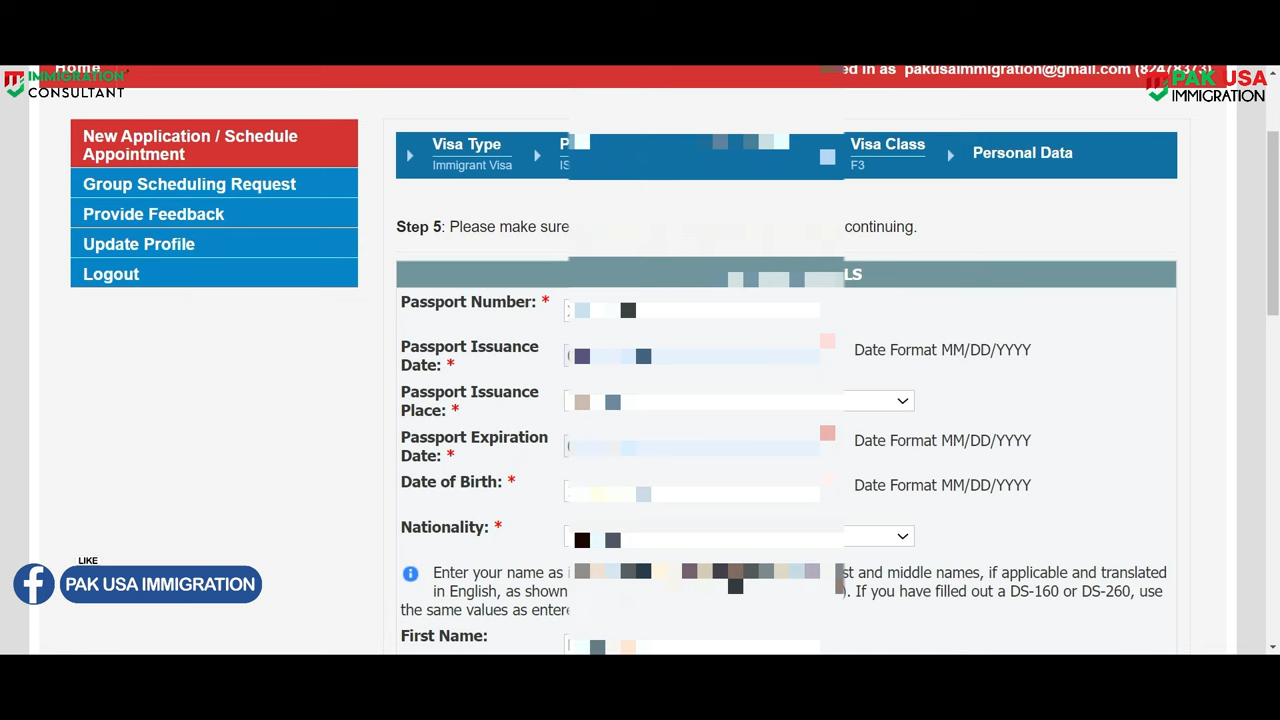 Home
ed in as pakusaimmigration@gmail.com (82478373)
IMMIGRATION
CONSULTANT
PAK USA
IMMIGRATION
New Application / Schedule
Appointment
Group Scheduling Request
Provide Feedback
Update Profile
Logout
Visa Type
Immigrant Visa
Visa Class
F3
Personal Data
Step 5: Please make sure continuing.
LS
Passport Number: *
Passport Issuance
Date: *
Date Format MM/DD/YYYY
Passport Issuance
Place: *
Passport Expiration
Date: *
Date Format MM/DD/YYYY
Date of Birth: *
Date Format MM/DD/YYYY
Nationality: *
Enter your name as st and middle names, if applicable and translated
in English, as shown ). If you have filled out a DS-160 or DS-260, use
the same values as entere
First Name:
LIKE
PAK USA IMMIGRATION